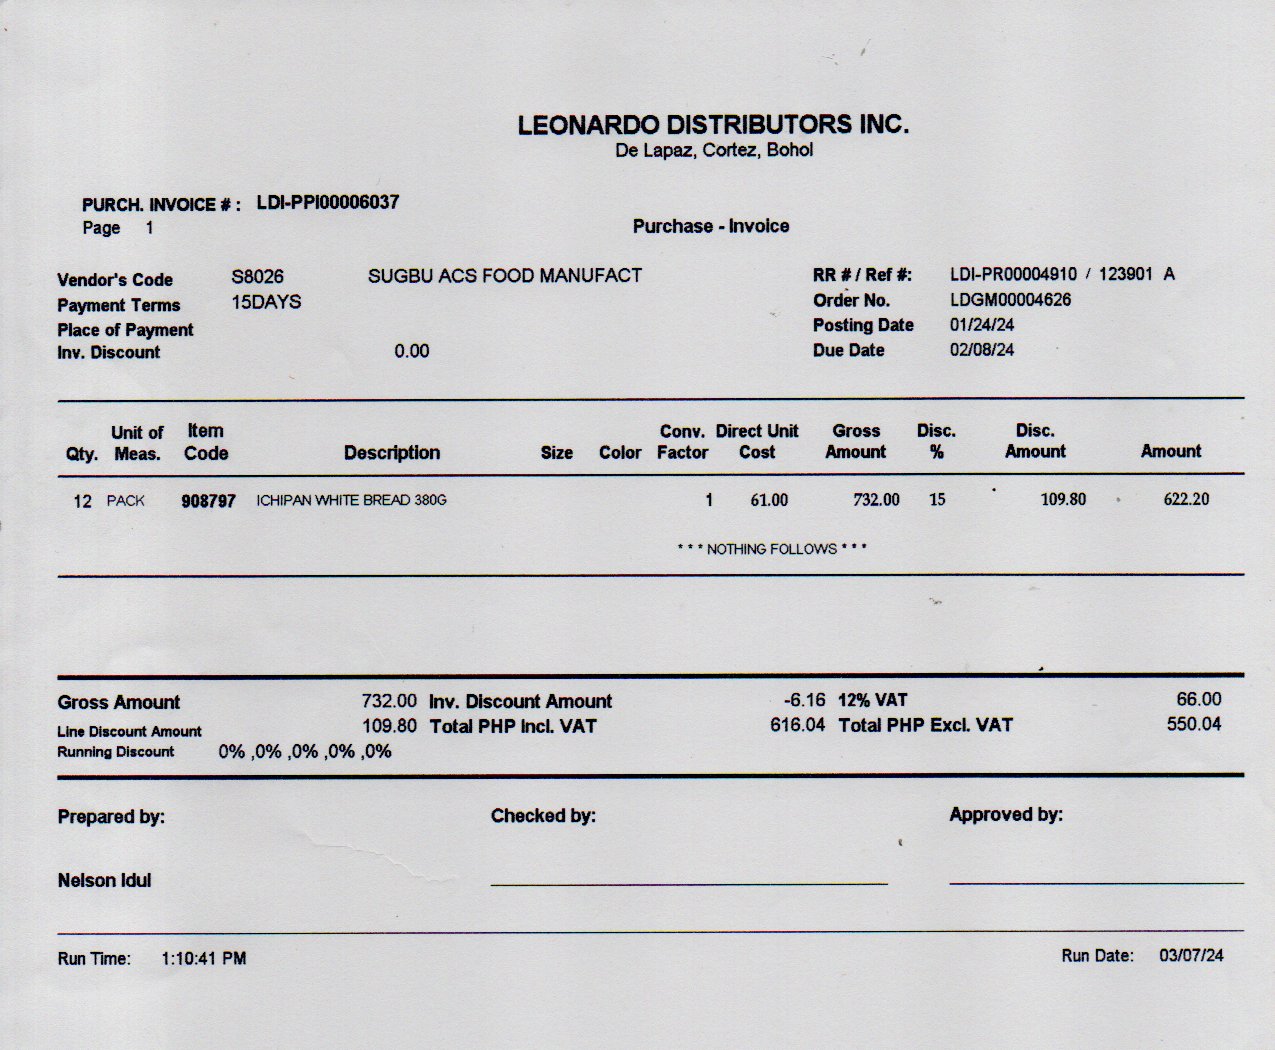 LEONARDO DISTRIBUTORS INC.
De Lapaz, Cortez, Bohol
PURCH. INVOICE # : LDI-PPI00006037
Page 1
Purchase - Invoice
Vendor's Code S8026 SUGBU ACS FOOD MANUFACT RR # / Ref #: LDI-PR00004910 / 123901 A
Payment Terms 15DAYS Order No. LDGM00004626
Place of Payment Posting Date 01/24/24
Inv. Discount 0.00 Due Date 02/08/24
Unit of Item Conv. Direct Unit Gross Disc. Disc.
Qty. Meas. Code Description Size Color Factor Cost Amount % Amount Amount
12 PACK 908797 ICHIPAN WHITE BREAD 380G 1 61.00 732.00 15 109.80 622.20
* * * NOTHING FOLLOWS * * *
Gross Amount 732.00 Inv. Discount Amount -6.16 12% VAT 66.00
Line Discount Amount 109.80 Total PHP Incl. VAT 616.04 Total PHP Excl. VAT 550.04
Running Discount 0% ,0% ,0% ,0% ,0%
Prepared by: Checked by: Approved by:
Nelson Idul
Run Time: 1:10:41 PM Run Date: 03/07/24